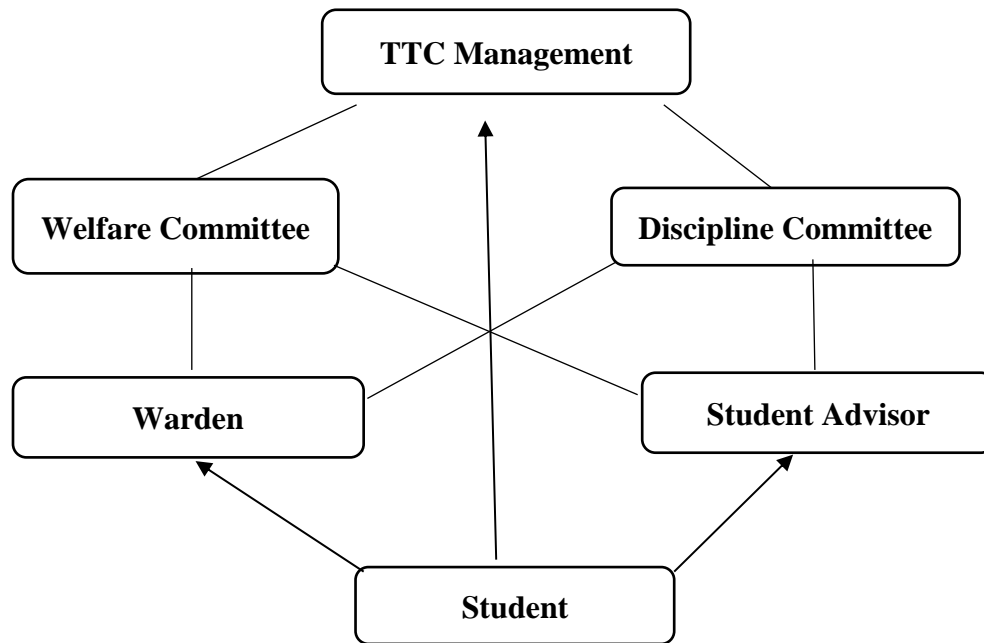 TTC Management
Welfare Committee
Discipline Committee
Warden
Student Advisor
Student